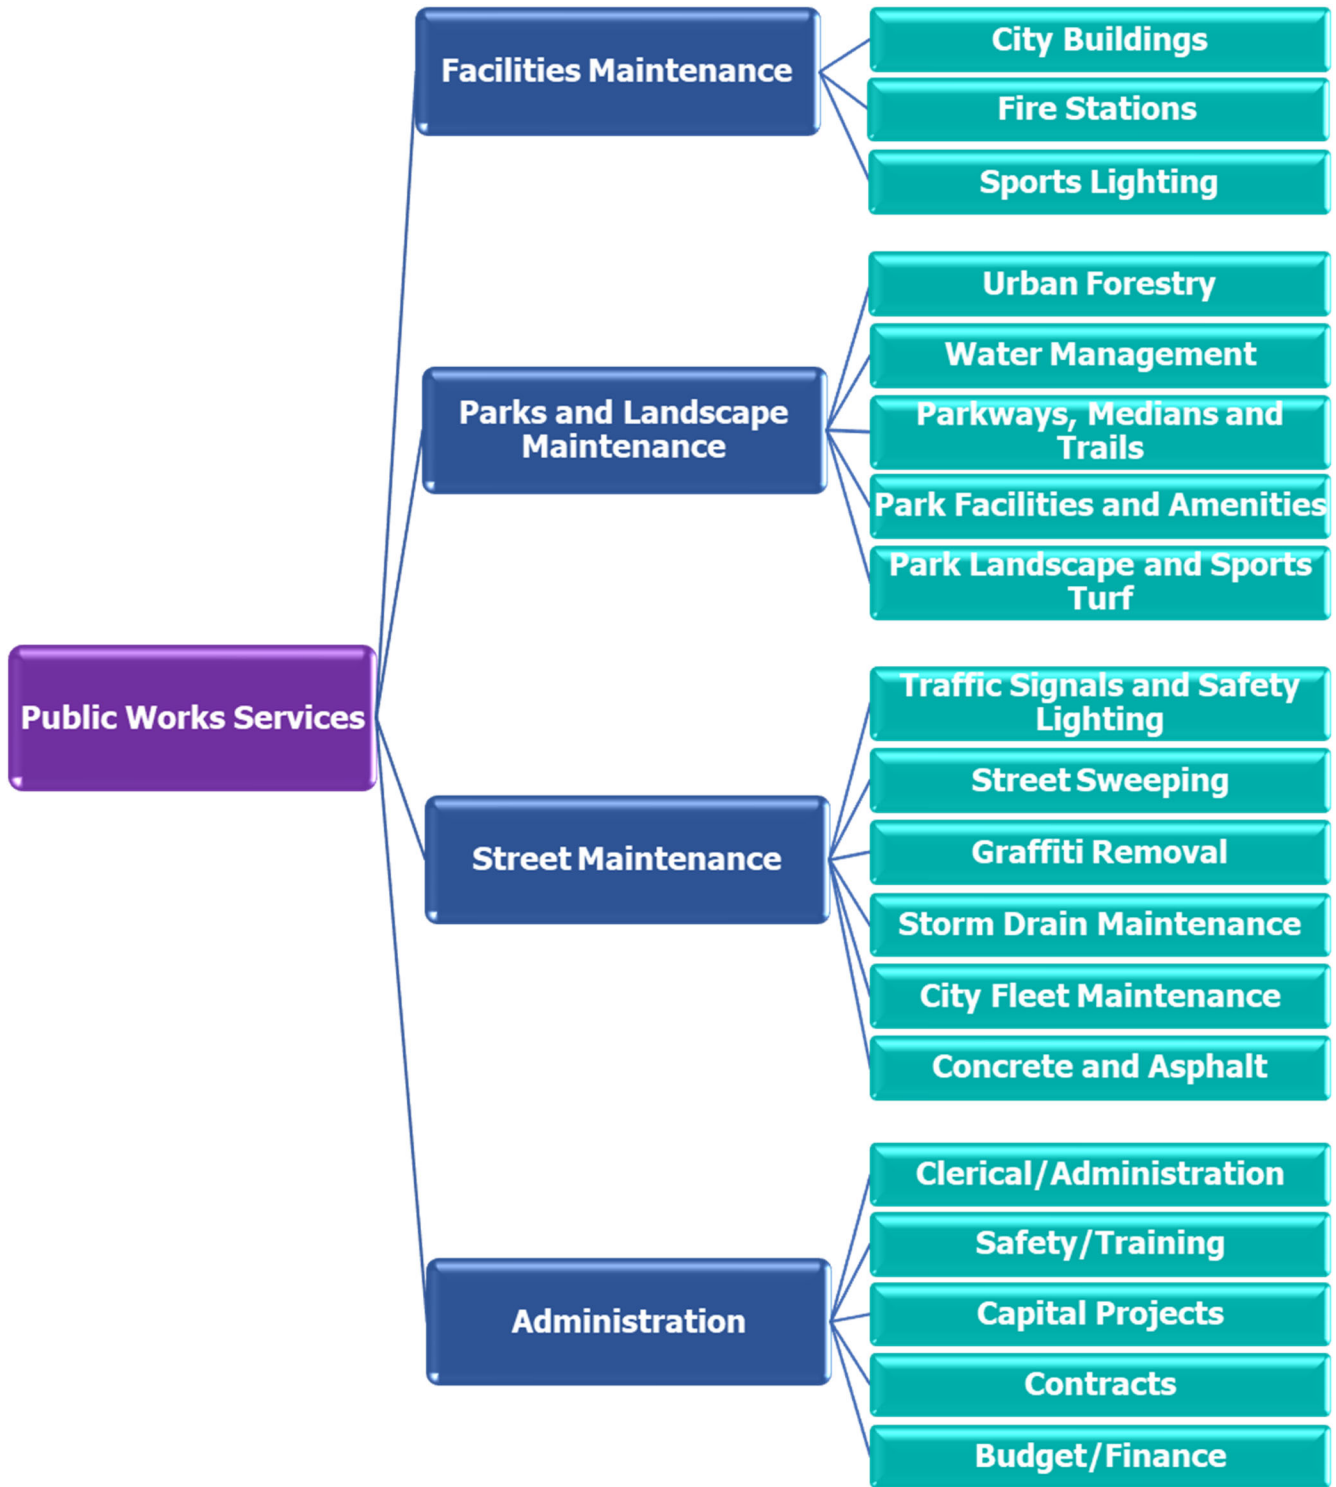 Public Works Services
Facilities Maintenance
City Buildings
Fire Stations
Sports Lighting
Parks and Landscape
Maintenance
Urban Forestry
Water Management
Parkways, Medians and
Trails
Park Facilities and Amenities
Park Landscape and Sports
Turf
Street Maintenance
Traffic Signals and Safety
Lighting
Street Sweeping
Graffiti Removal
Storm Drain Maintenance
City Fleet Maintenance
Concrete and Asphalt
Administration
Clerical/Administration
Safety/Training
Capital Projects
Contracts
Budget/Finance